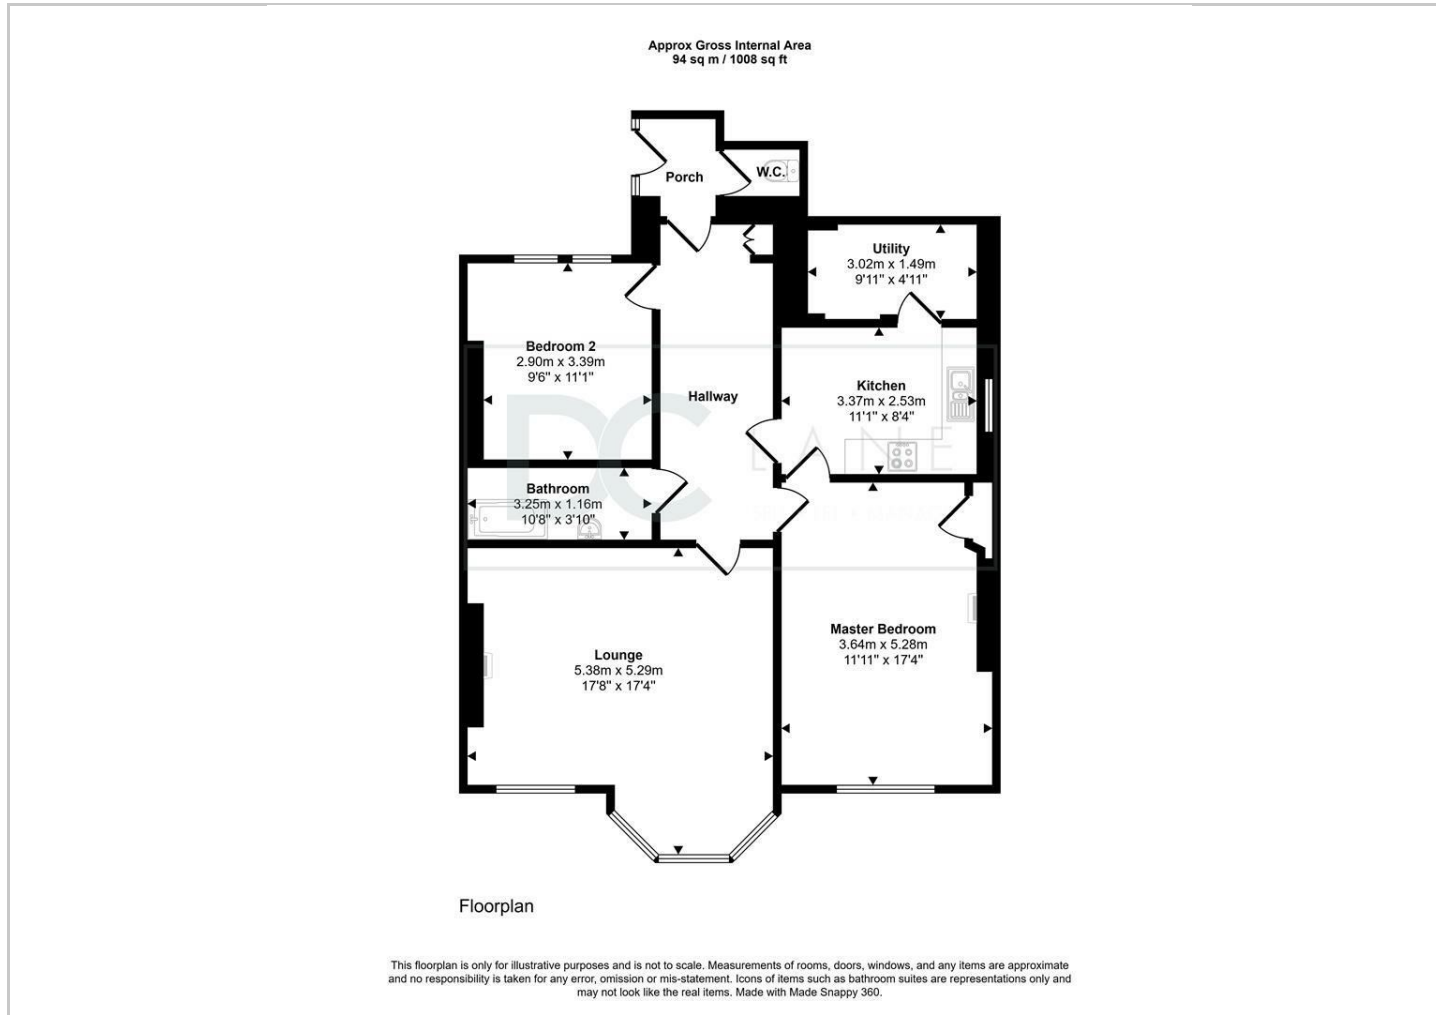 Approx Gross Internal Area
94 sq m / 1008 sq ft
Porch
W.C.
Utility
3.02m x 1.49m
9'11" x 4'11"
Bedroom 2
2.90m x 3.39m
9'6" x 11'1"
Hallway
Kitchen
3.37m x 2.53m
11'1" x 8'4"
DC
LANE
Bathroom
3.25m x 1.16m
10'8" x 3'10"
Lounge
5.38m x 5.29m
17'8" x 17'4"
Master Bedroom
3.64m x 5.28m
11'11" x 17'4"
Floorplan
This floorplan is only for illustrative purposes and is not to scale. Measurements of rooms, doors, windows, and any items are approximate
and no responsibility is taken for any error, omission or mis-statement. Icons of items such as bathroom suites are representations only and
may not look like the real items. Made with Made Snappy 360.